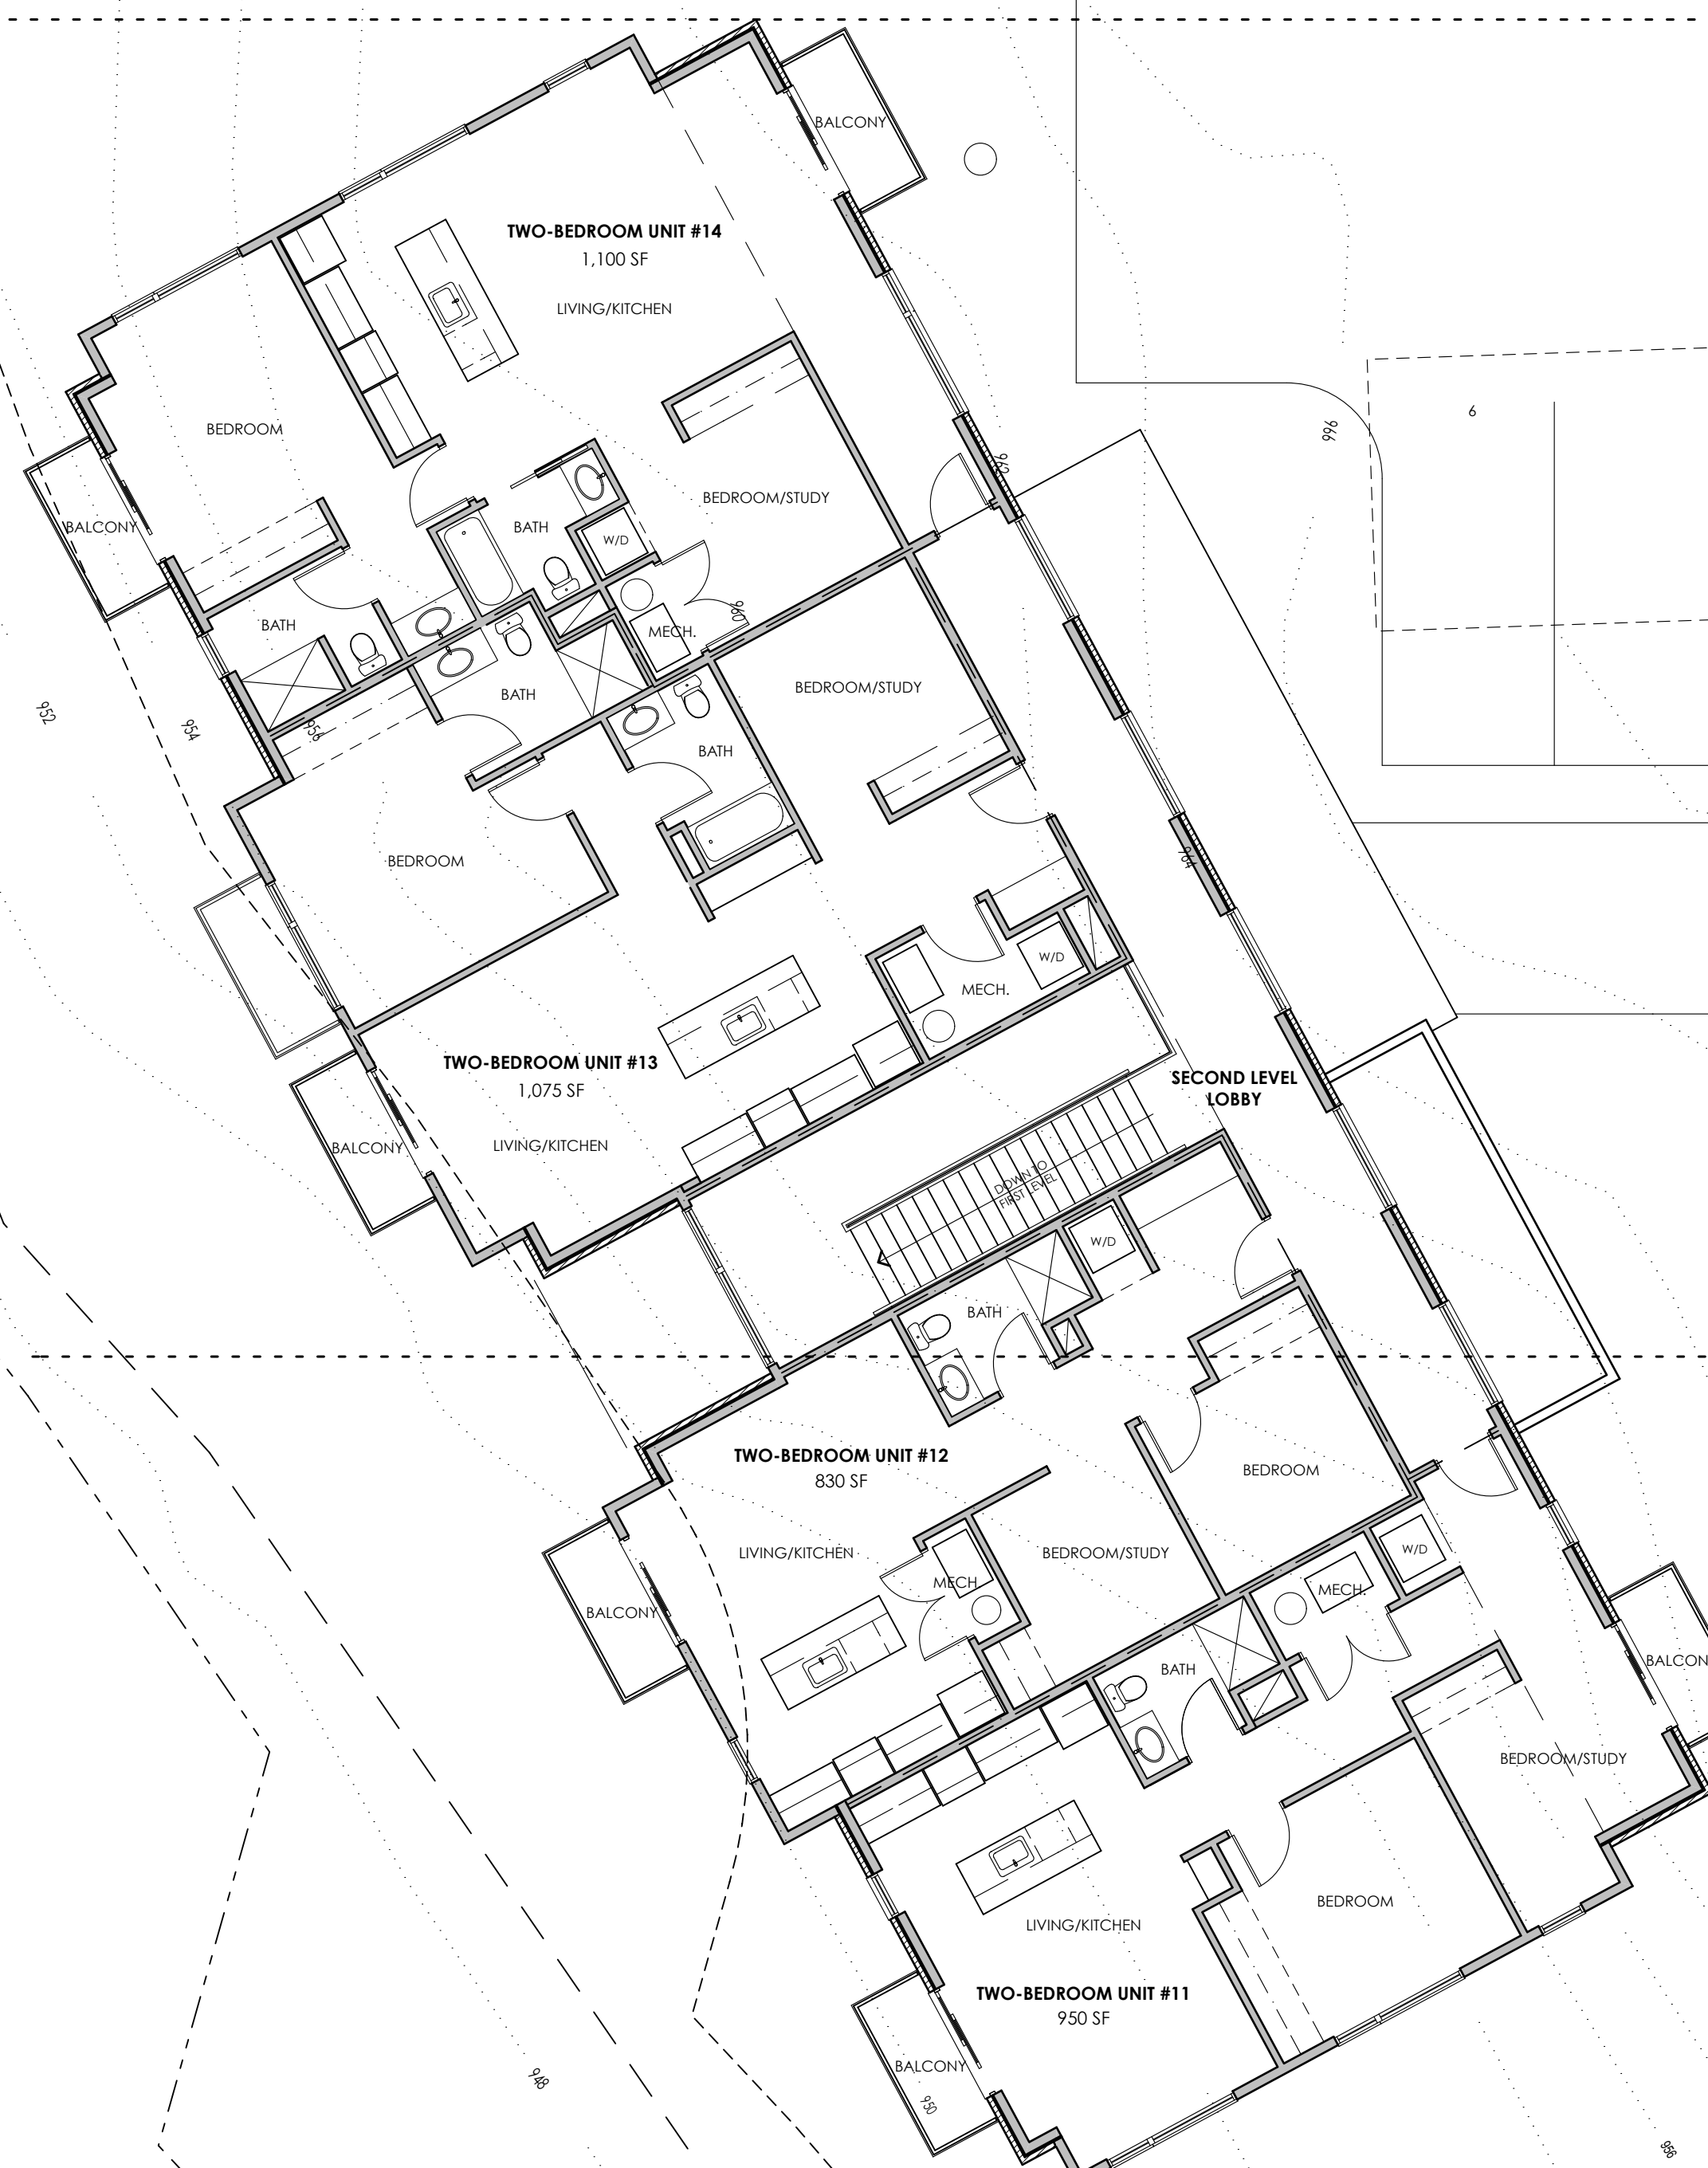 BALCONY
TWO-BEDROOM UNIT #14
1,100 SF
LIVING/KITCHEN
BEDROOM
6
966
962
BEDROOM/STUDY
BALCONY
BATH
W/D
960
BATH
MECH.
952
954
956
BATH
BEDROOM/STUDY
BATH
BEDROOM
964
W/D
MECH.
TWO-BEDROOM UNIT #13
1,075 SF
SECOND LEVEL
LOBBY
BALCONY
LIVING/KITCHEN
DOWN TO
FIRST LEVEL
W/D
BATH
TWO-BEDROOM UNIT #12
830 SF
BEDROOM
LIVING/KITCHEN
BEDROOM/STUDY
W/D
MECH
MECH.
BALCONY
BATH
BALCON
BEDROOM/STUDY
BEDROOM
LIVING/KITCHEN
TWO-BEDROOM UNIT #11
950 SF
BALCONY
948
950
956